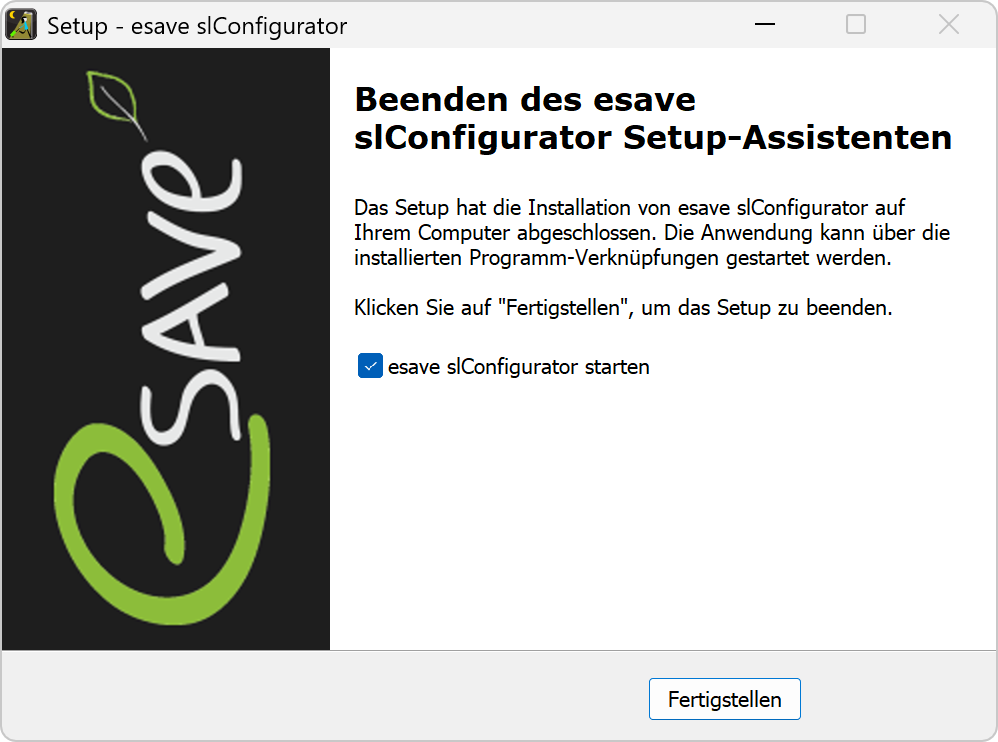 Setup - esave slConfigurator
esave
Beenden des esave
slConfigurator Setup-Assistenten
Das Setup hat die Installation von esave slConfigurator auf
Ihrem Computer abgeschlossen. Die Anwendung kann über die
installierten Programm-Verknüpfungen gestartet werden.
Klicken Sie auf "Fertigstellen", um das Setup zu beenden.
esave slConfigurator starten
Fertigstellen